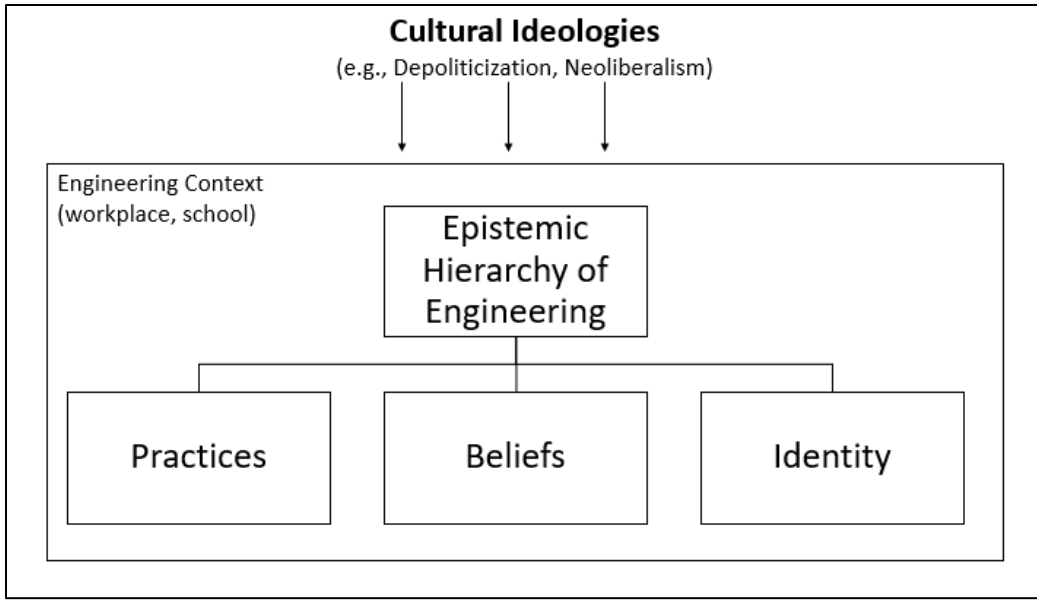 Cultural Ideologies
(e.g., Depoliticization, Neoliberalism)
Engineering Context
(workplace, school)
Epistemic
Hierarchy of
Engineering
Practices
Beliefs
Identity